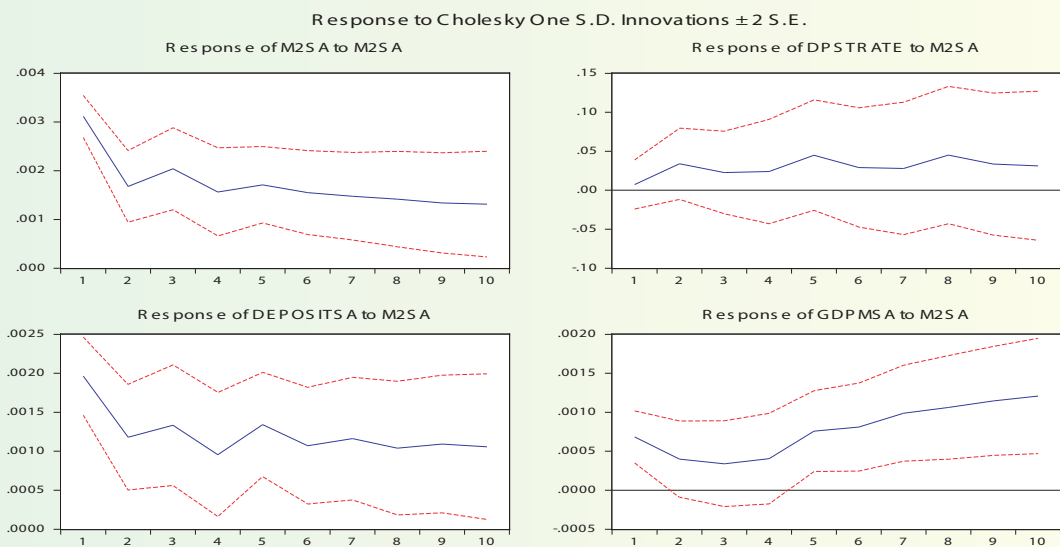 Response to Cholesky One S.D. Innovations ± 2 S.E.
Response of M2SA to M2SA
.004
.003
.002
.001
.000
1 2 3 4 5 6 7 8 9 10
Response of DPSTRATE to M2SA
.15
.10
.05
.00
-.05
-.10
1 2 3 4 5 6 7 8 9 10
Response of DEPOSITSA to M2SA
.0025
.0020
.0015
.0010
.0005
.0000
1 2 3 4 5 6 7 8 9 10
Response of GDPMSA to M2SA
.0020
.0015
.0010
.0005
.0000
-.0005
1 2 3 4 5 6 7 8 9 10